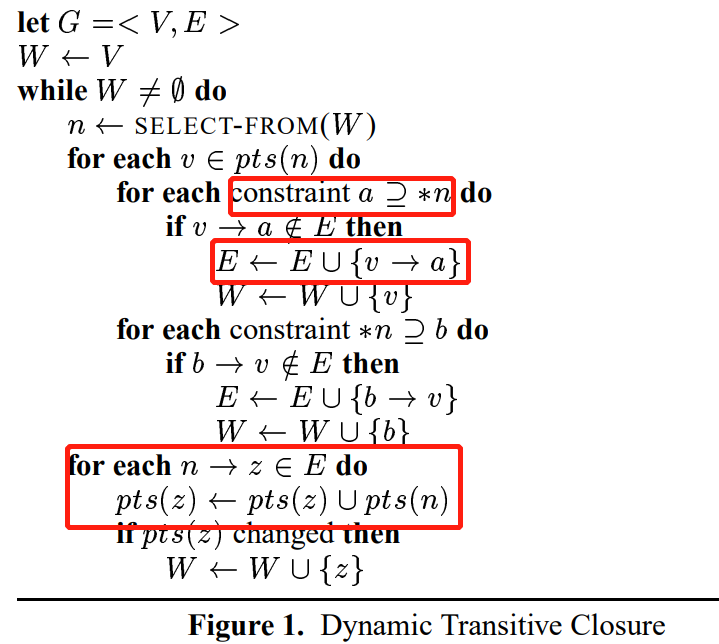 let G =< V, E >
W ← V
while W ≠ ∅ do
n ← SELECT-FROM(W)
for each v ∈ pts(n) do
for each constraint a ⊇ *n do
if v → a ∉ E then
E ← E ∪ {v → a}
W ← W ∪ {v}
for each constraint *n ⊇ b do
if b → v ∉ E then
E ← E ∪ {b → v}
W ← W ∪ {b}
for each n → z ∈ E do
pts(z) ← pts(z) ∪ pts(n)
if pts(z) changed then
W ← W ∪ {z}
Figure 1. Dynamic Transitive Closure